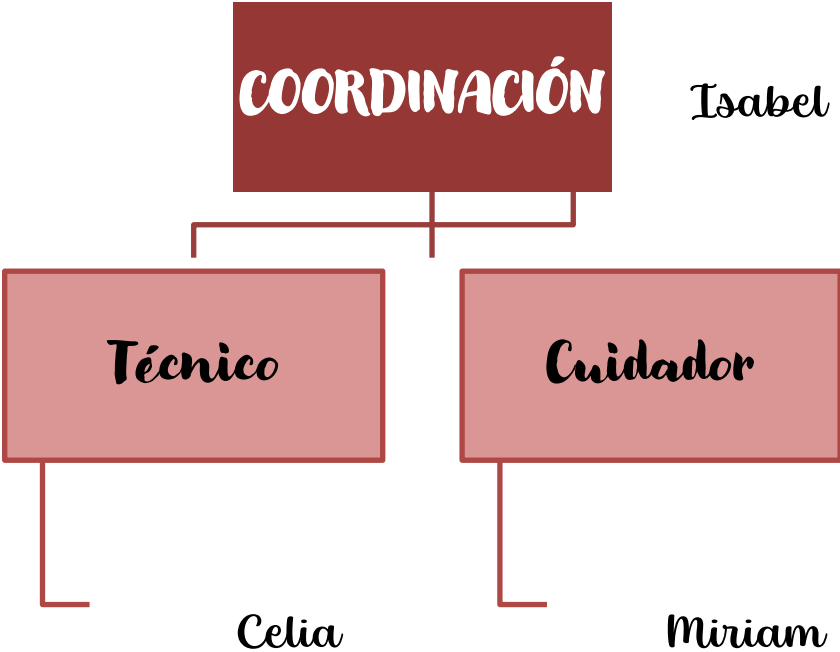 COORDINACIÓN
Isabel
Técnico
Cuidador
Celia
Miriam